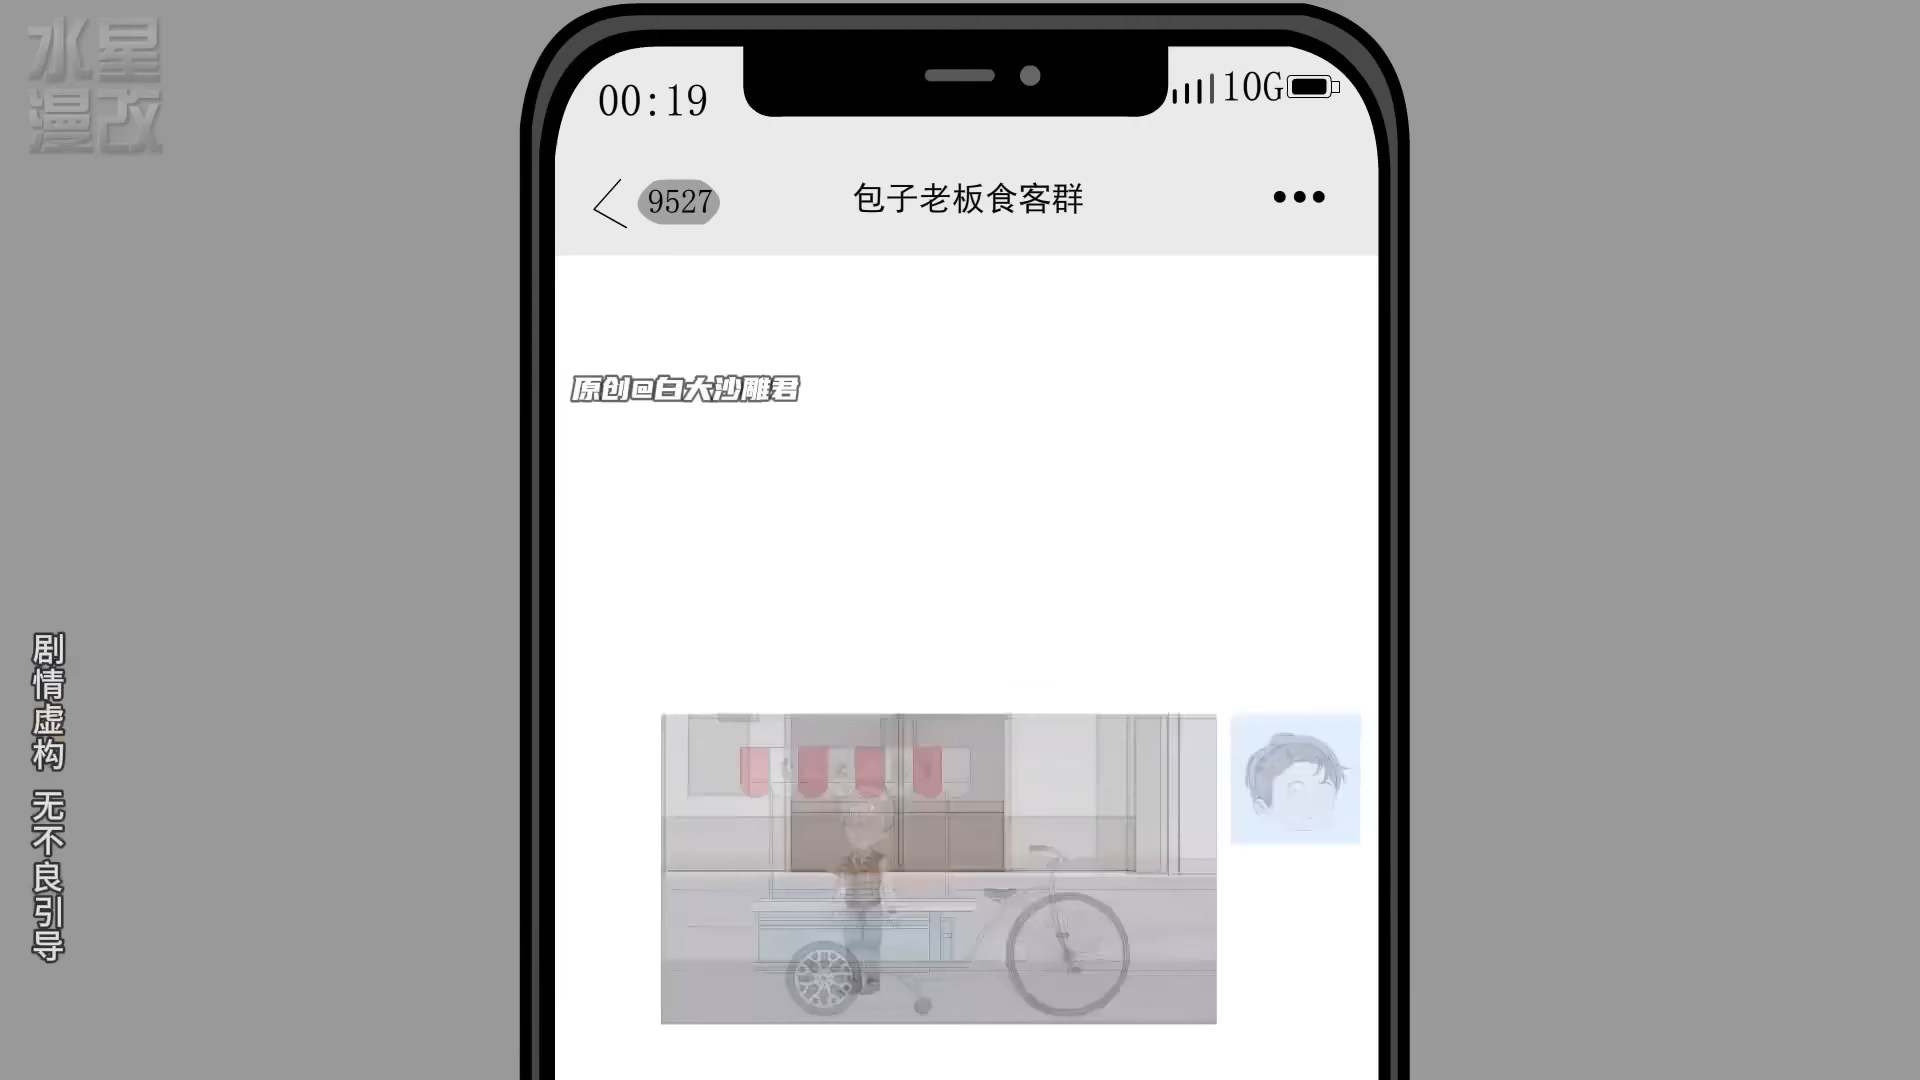 水星
漫改
00:19
10G
9527
包子老板食客群
原创@白大沙雕君
剧情虚构 无不良引导